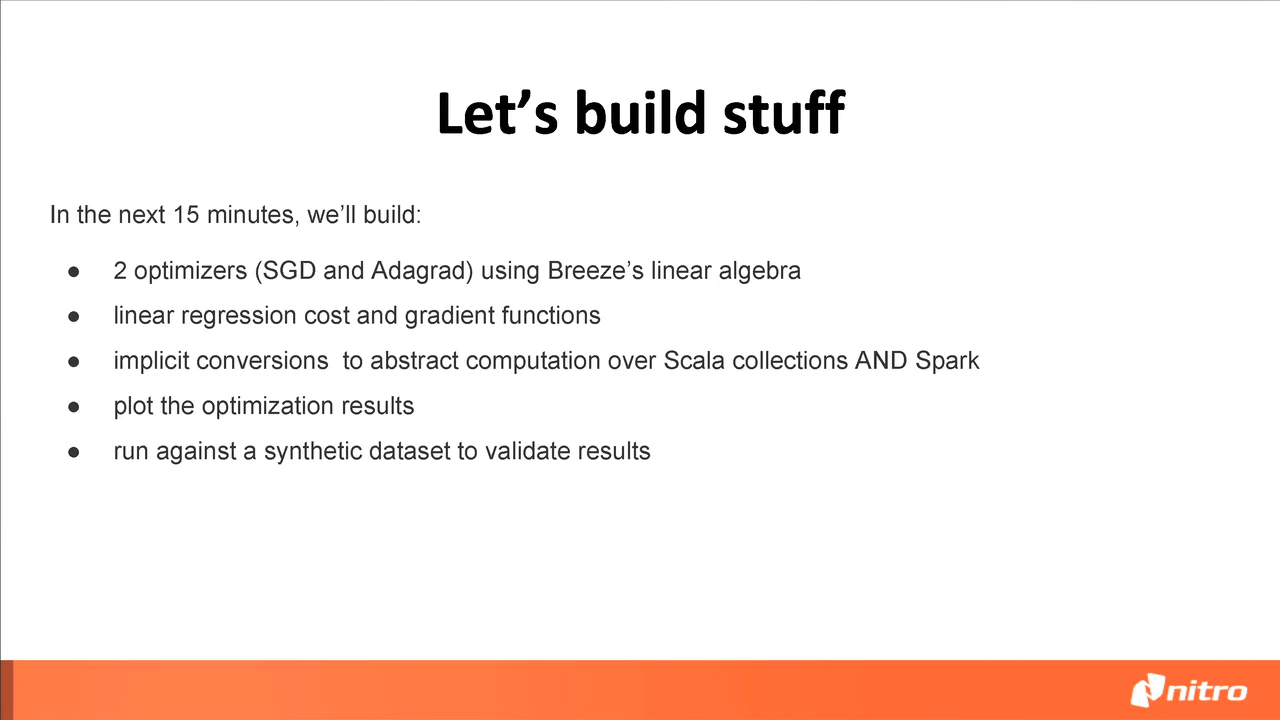 Let’s build stuff
In the next 15 minutes, we’ll build:
● 2 optimizers (SGD and Adagrad) using Breeze’s linear algebra
● linear regression cost and gradient functions
● implicit conversions  to abstract computation over Scala collections AND Spark
● plot the optimization results
● run against a synthetic dataset to validate results
nitro